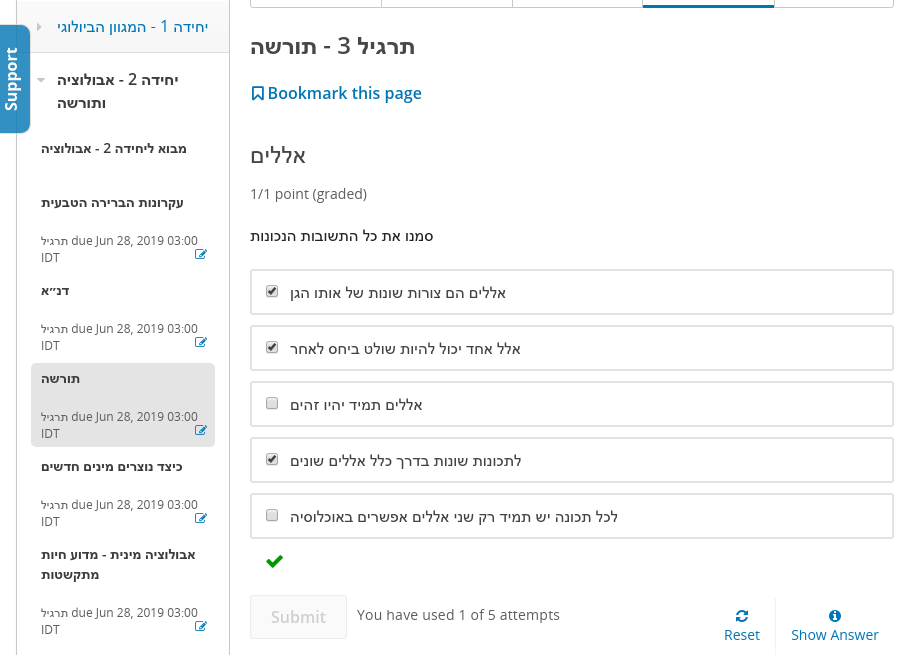 Support
יחידה 1 - המגוון הביולוגי
יחידה 2 - אבולוציה
ותורשה
מבוא ליחידה 2 - אבולוציה
עקרונות הברירה הטבעית
תרגיל due Jun 28, 2019 03:00
IDT
דנ״א
תרגיל due Jun 28, 2019 03:00
IDT
תורשה
תרגיל due Jun 28, 2019 03:00
IDT
כיצד נוצרים מינים חדשים
תרגיל due Jun 28, 2019 03:00
IDT
אבולוציה מינית - מדוע חיות
מתקשטות
תרגיל due Jun 28, 2019 03:00
IDT
תרגיל 3 - תורשה
Bookmark this page
אללים
1/1 point (graded)
סמנו את כל התשובות הנכונות
אללים הם צורות שונות של אותו הגן
אלל אחד יכול להיות שולט ביחס לאחר
אללים תמיד יהיו זהים
לתכונות שונות בדרך כלל אללים שונים
לכל תכונה יש תמיד רק שני אללים אפשרים באוכלוסיה
Submit
You have used 1 of 5 attempts
Reset
Show Answer